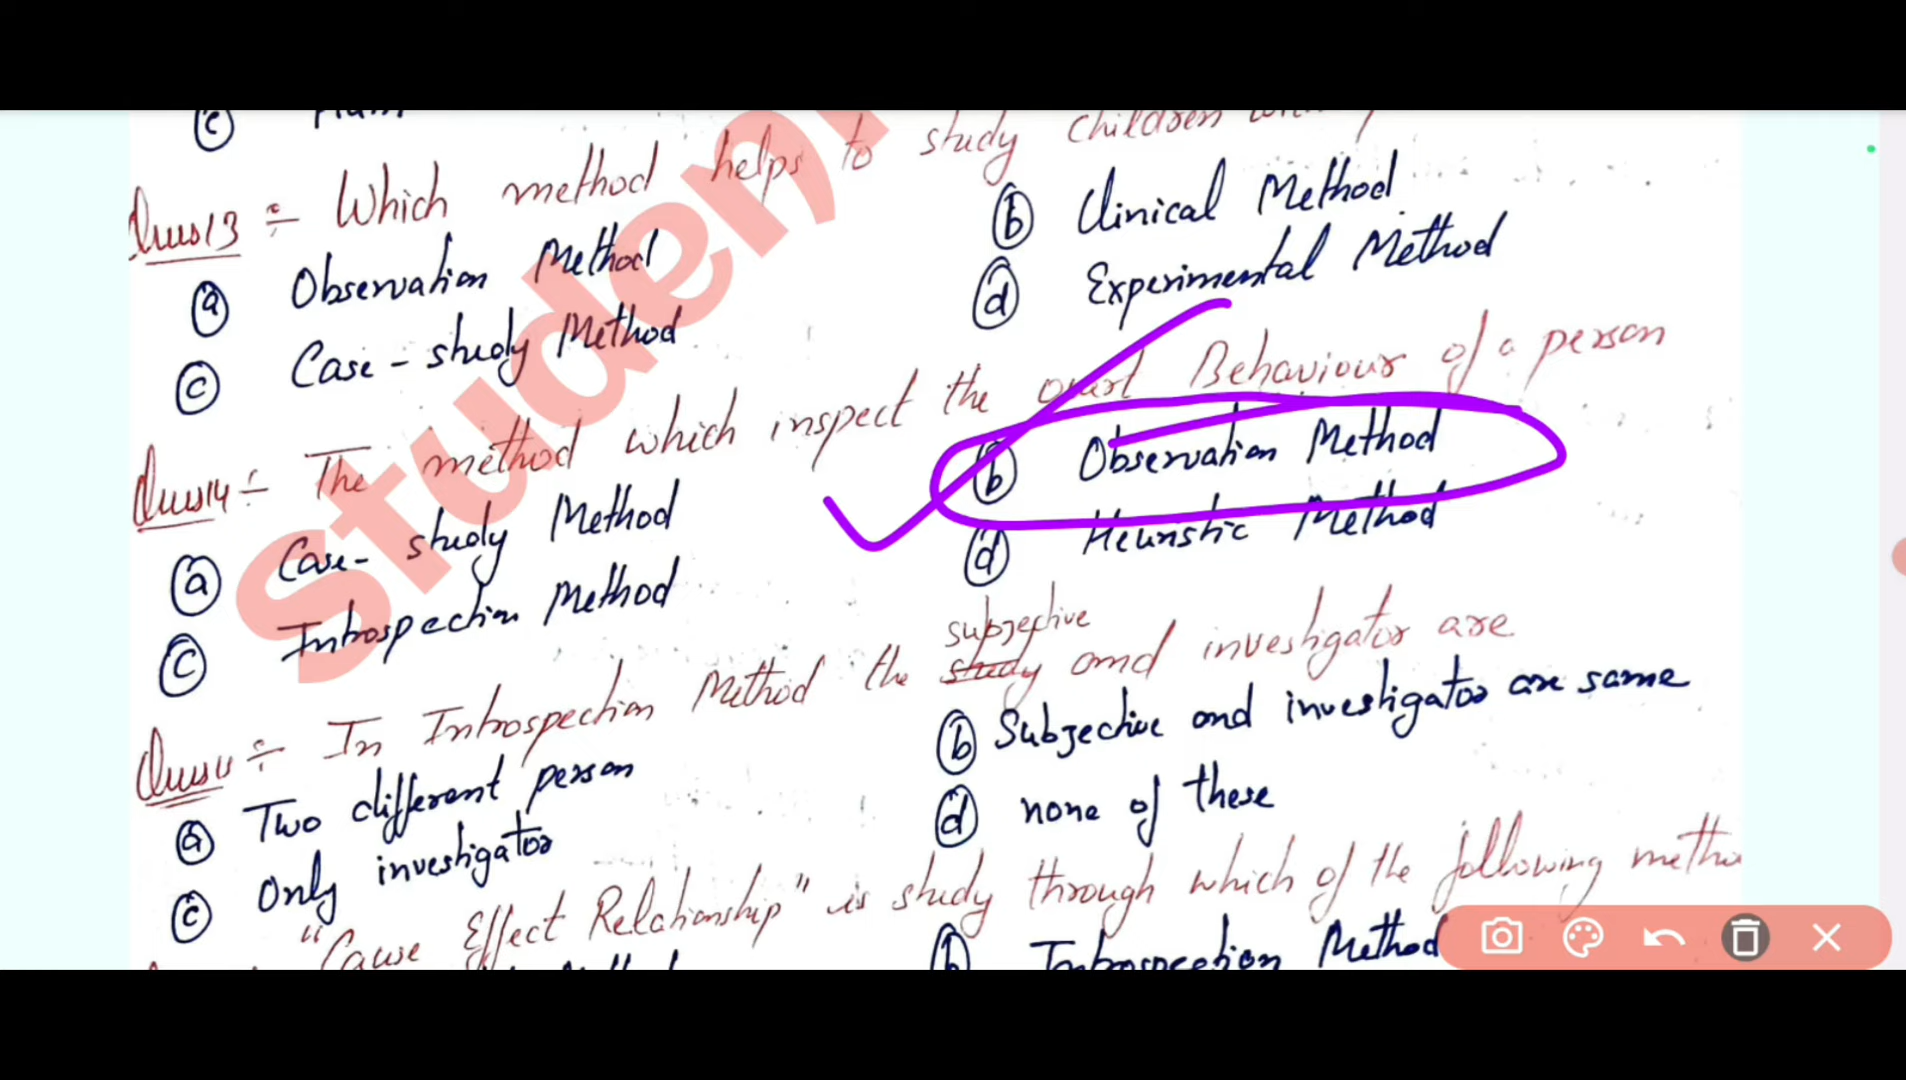 Ques13 ÷ Which method helps to study children
(a) Observation Method (b) Clinical Method
(c) Case-study Method (d) Experimental Method
Ques14 ÷ The method which inspect the Behaviour of a person
(a) Case-study Method (b) Observation Method
(c) Introspection Method (d) Heuristic Method
subjective
÷ In Introspection Method the study and investigator are
(a) Two different person (b) Subjective and investigator are same
(c) Only investigator (d) none of these
"Cause Effect Relationship" is study through which of the following
(b) Introspection Method
Student